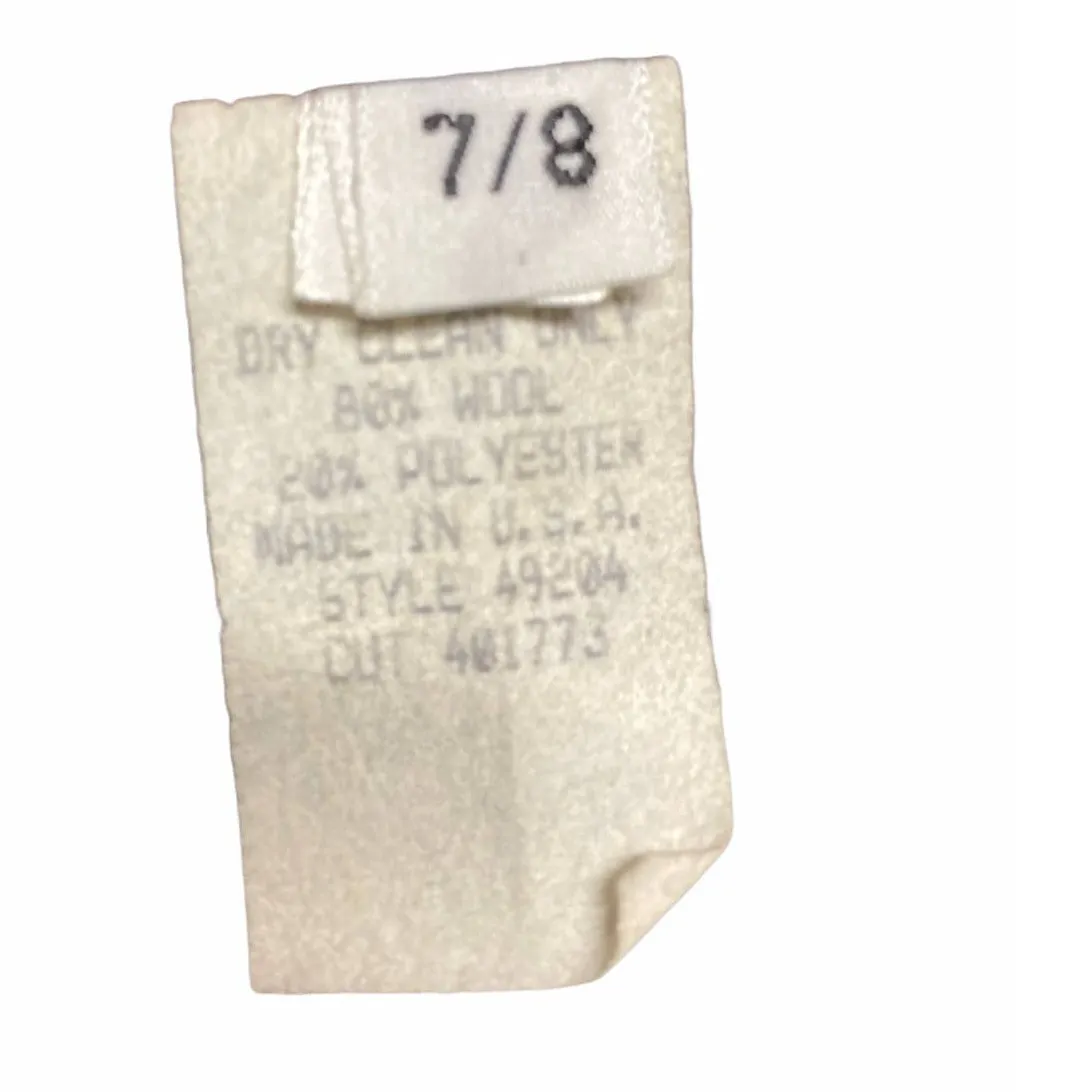 7/8
DRY CLEAN ONLY
80% WOOL
20% POLYESTER
MADE IN U.S.A.
STYLE 49204
CUT 401773